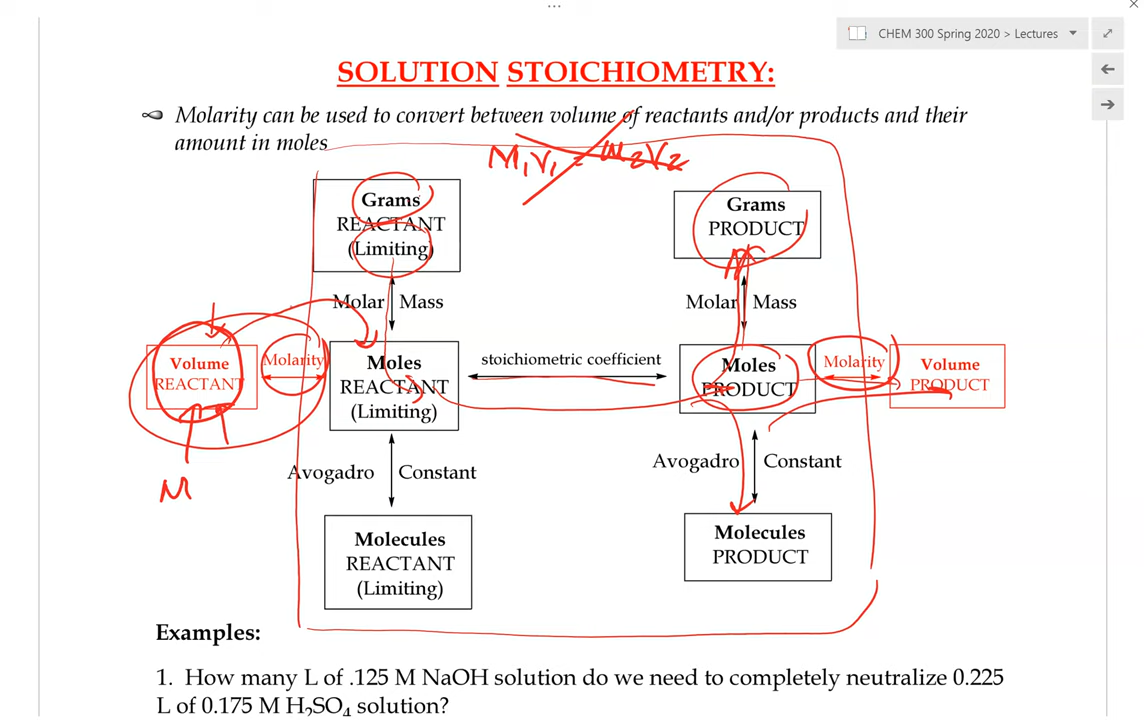 CHEM 300 Spring 2020 > Lectures
SOLUTION STOICHIOMETRY:
Molarity can be used to convert between volume of reactants and/or products and their
amount in moles
M₁V₁ = M₂V₂
Grams
REACTANT
(Limiting)
Grams
PRODUCT
Molar Mass
Molar Mass
Volume
REACTANT
Molarity
Moles
REACTANT
(Limiting)
stoichiometric coefficient
Moles
PRODUCT
Molarity
Volume
PRODUCT
Avogadro Constant
Avogadro Constant
M
Molecules
REACTANT
(Limiting)
Molecules
PRODUCT
Examples:
1. How many L of .125 M NaOH solution do we need to completely neutralize 0.225
L of 0.175 M H₂SO₄ solution?